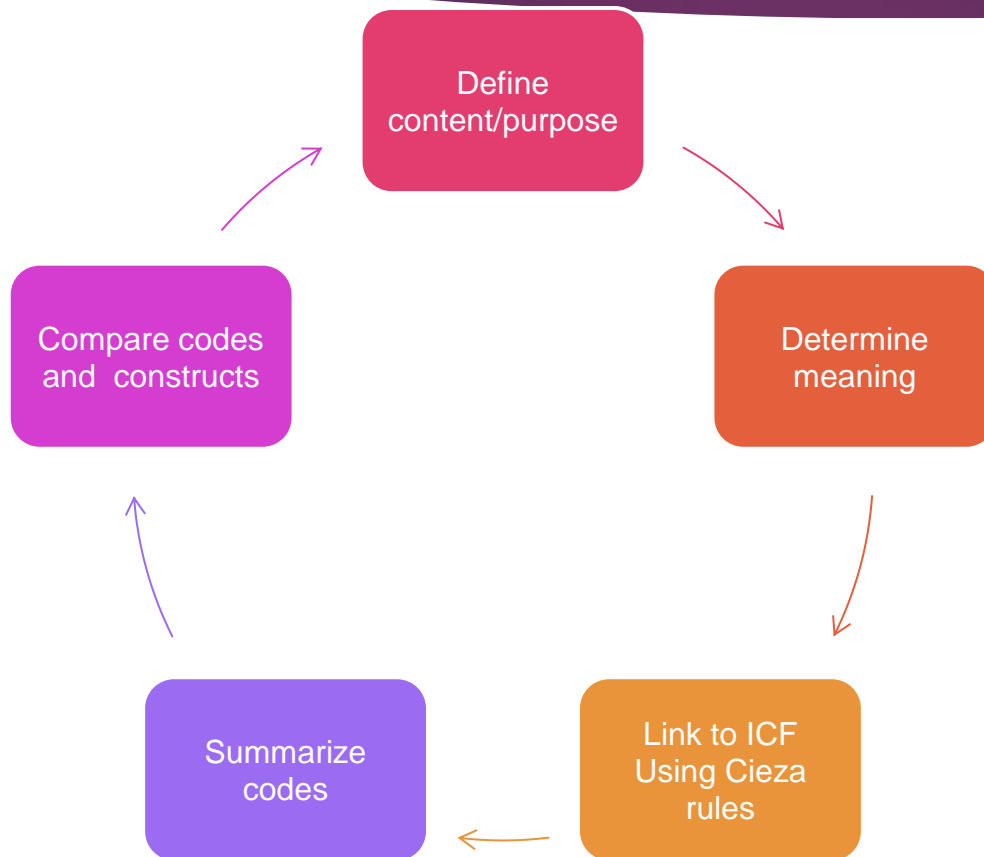 Define
content/purpose
Determine
meaning
Link to ICF
Using Cieza
rules
Summarize
codes
Compare codes
and  constructs